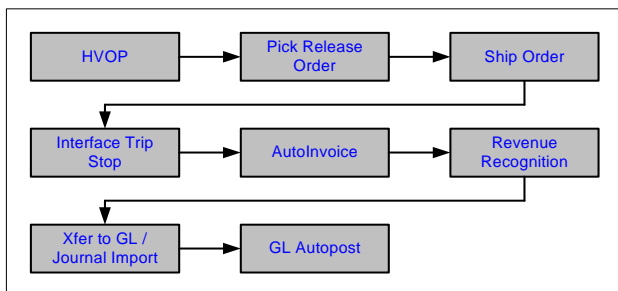 HVOP
Pick Release
Order
Ship Order
Interface Trip
Stop
AutoInvoice
Revenue
Recognition
Xfer to GL /
Journal Import
GL Autopost